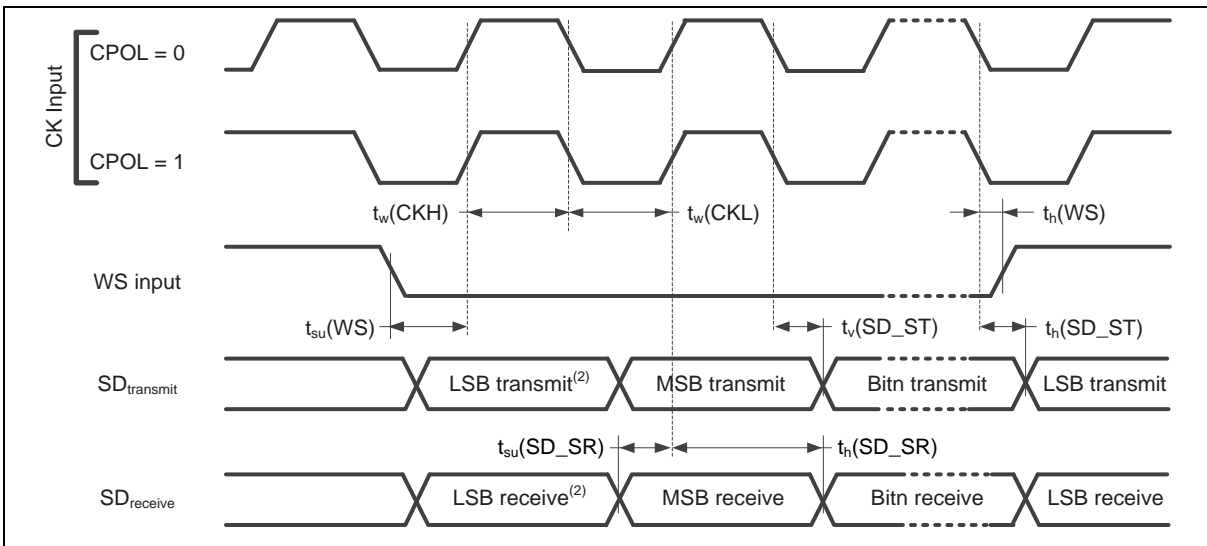 CK Input
CPOL = 0
CPOL = 1
tw(CKH)
tw(CKL)
th(WS)
WS input
tsu(WS)
tv(SD_ST)
th(SD_ST)
SDtransmit
LSB transmit(2)
MSB transmit
Bitn transmit
LSB transmit
tsu(SD_SR)
th(SD_SR)
SDreceive
LSB receive(2)
MSB receive
Bitn receive
LSB receive